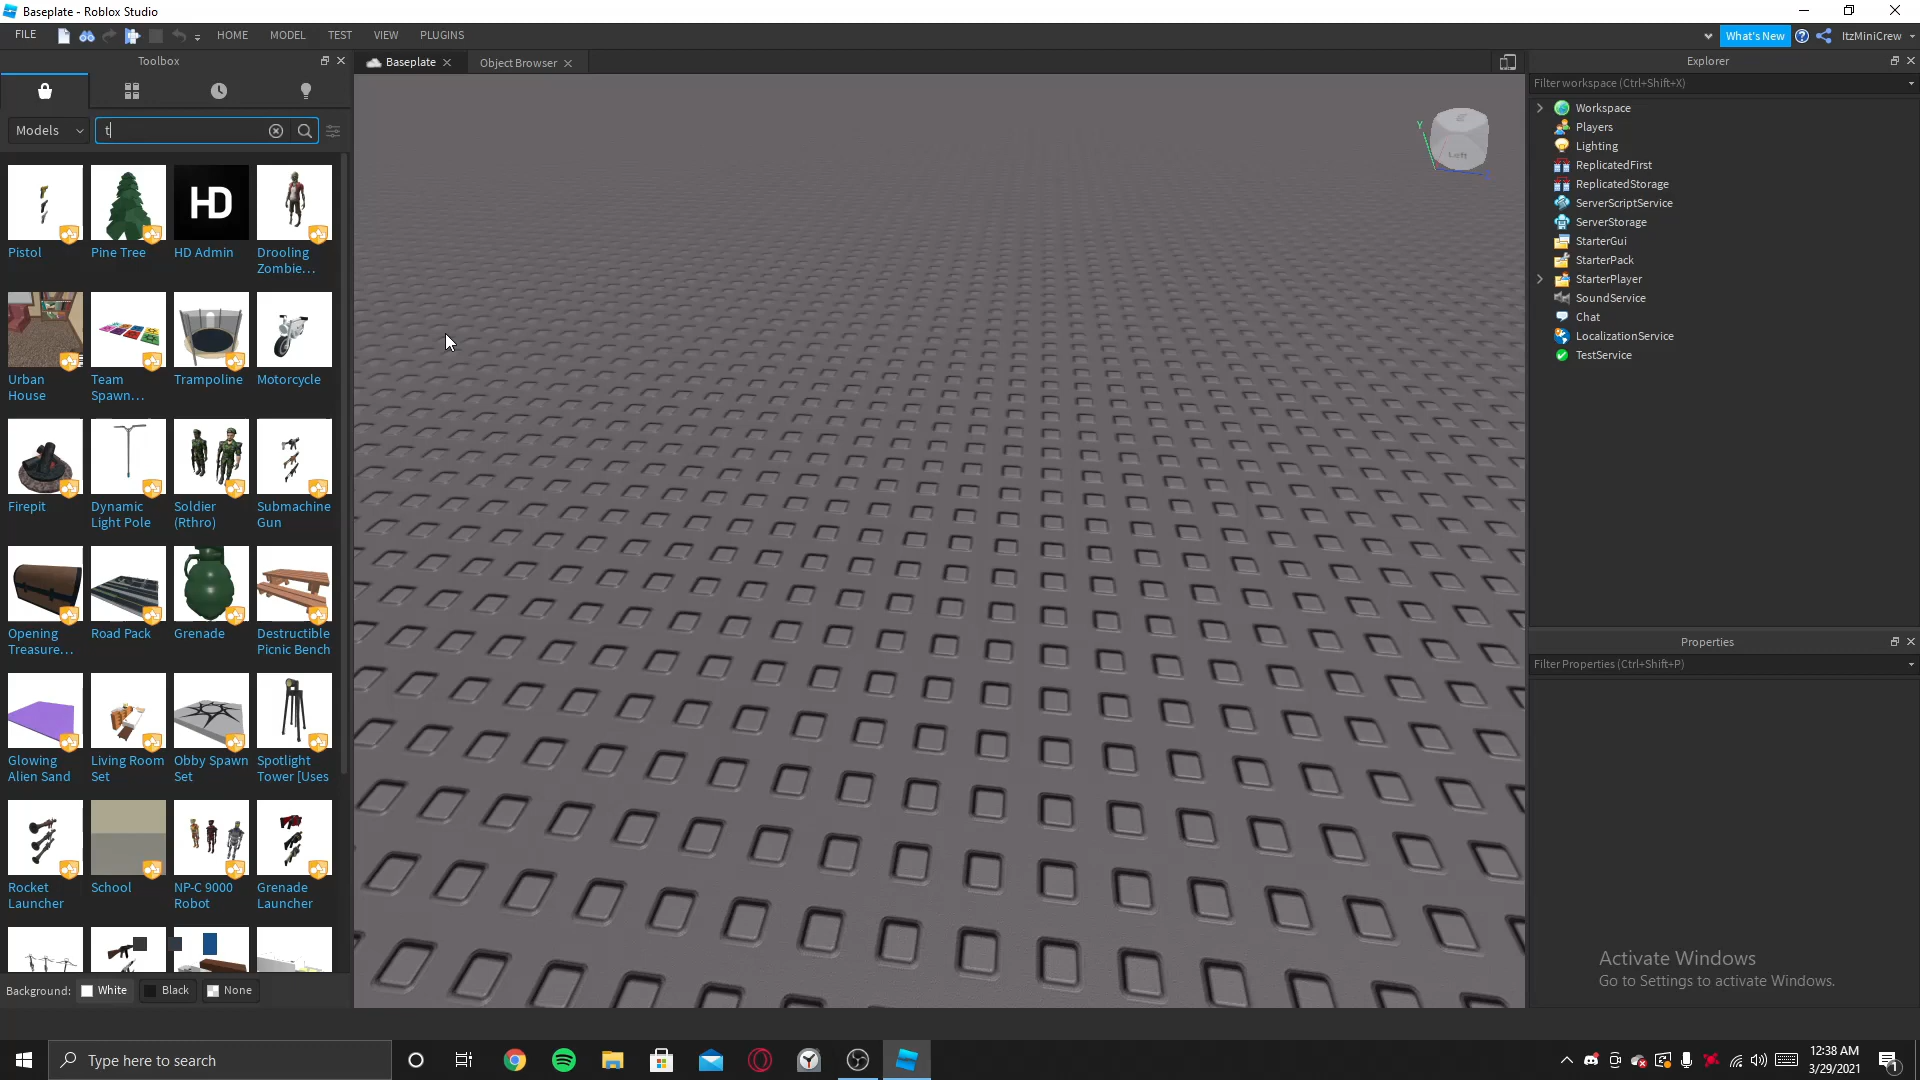 Baseplate - Roblox Studio
FILE HOME MODEL TEST VIEW PLUGINS What's New ItzMiniCrew
Toolbox
Models t
Pistol
Pine Tree
HD
HD Admin
Drooling
Zombie...
Urban
House
Team
Spawn...
Trampoline
Motorcycle
Firepit
Dynamic
Light Pole
Soldier
(Rthro)
Submachine
Gun
Opening
Treasure...
Road Pack
Grenade
Destructible
Picnic Bench
Glowing
Alien Sand
Living Room
Set
Obby Spawn
Set
Spotlight
Tower [Uses
Rocket
Launcher
School
NP-C 9000
Robot
Grenade
Launcher
Background: White Black None
Baseplate Object Browser
Y
Left
Explorer
Filter workspace (Ctrl+Shift+X)
Workspace
Players
Lighting
ReplicatedFirst
ReplicatedStorage
ServerScriptService
ServerStorage
StarterGui
StarterPack
StarterPlayer
SoundService
Chat
LocalizationService
TestService
Properties
Filter Properties (Ctrl+Shift+P)
Activate Windows
Go to Settings to activate Windows.
Type here to search
12:38 AM
3/29/2021
1